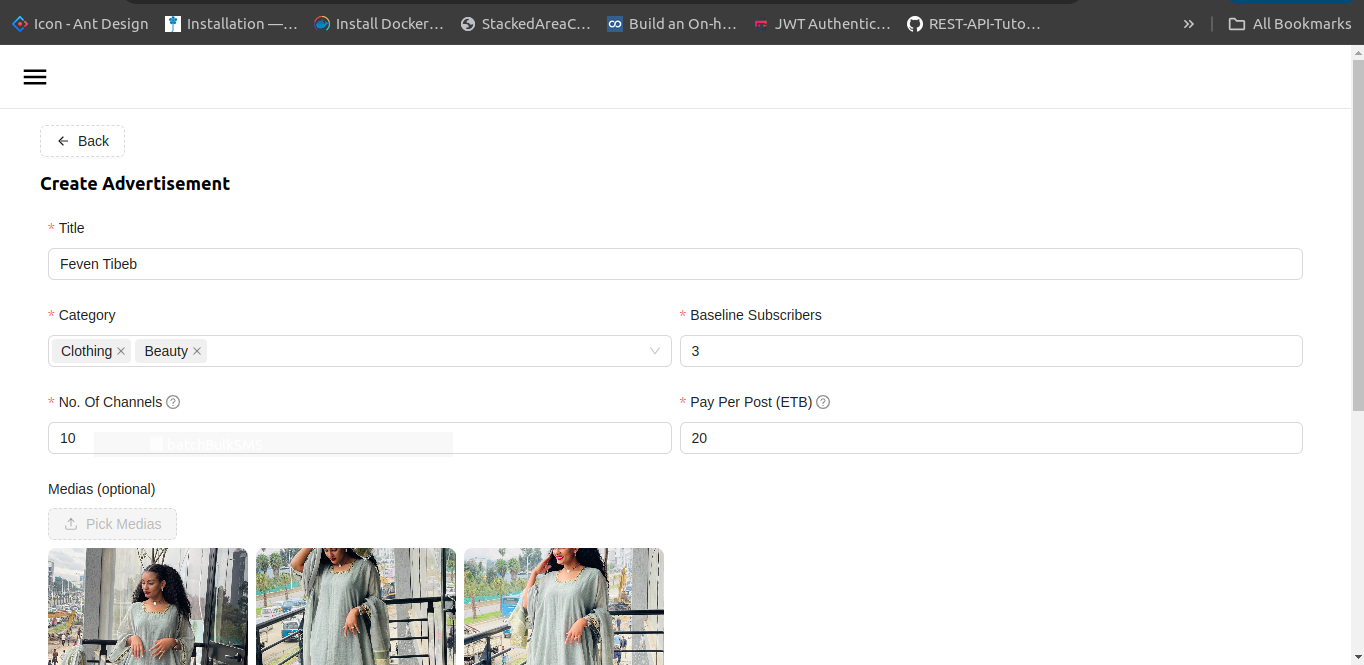 Icon - Ant Design Installation —... Install Docker... StackedAreaC... Build an On-h... JWT Authentic... REST-API-Tuto... » All Bookmarks
Back
Create Advertisement
* Title
Feven Tibeb
* Category * Baseline Subscribers
Clothing × Beauty × 3
* No. Of Channels ? * Pay Per Post (ETB) ?
10 batchBulkSMS 20
Medias (optional)
Pick Medias